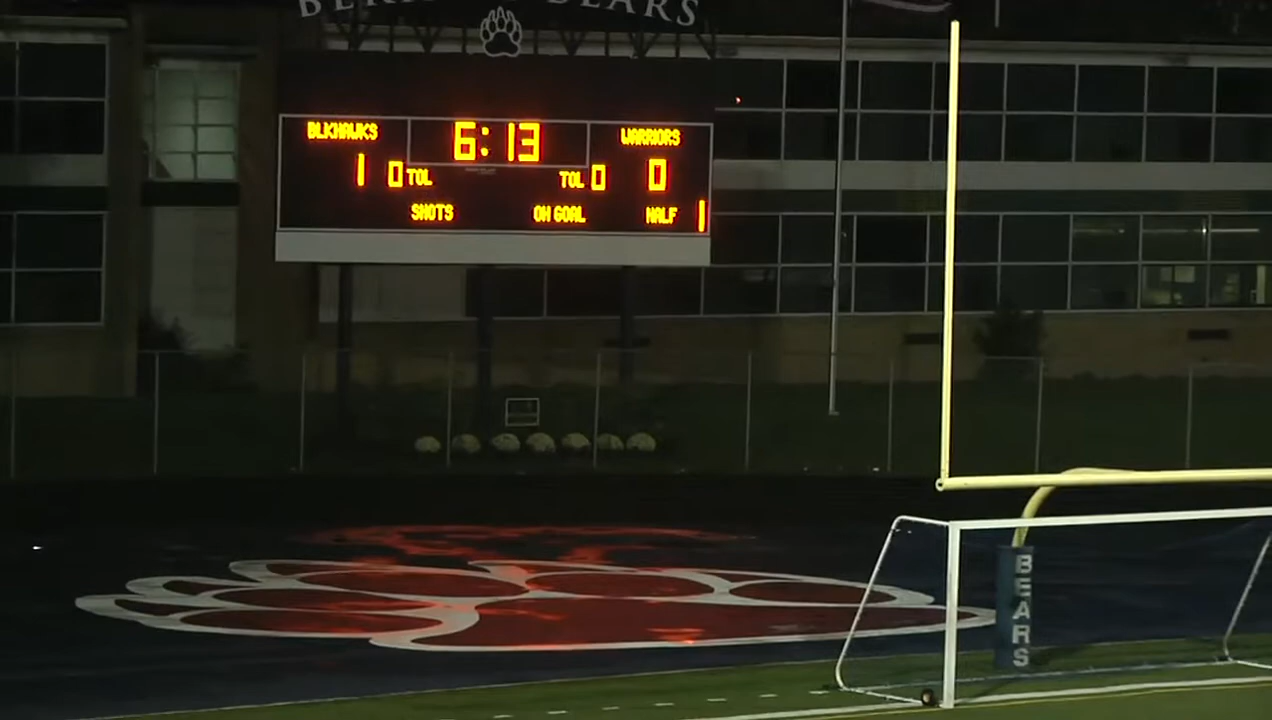 BEARS
BLKHAWKS 6:13 WARRIORS
1 0 TOL TOL 0 0
SHOTS ON GOAL HALF 1
BEARS